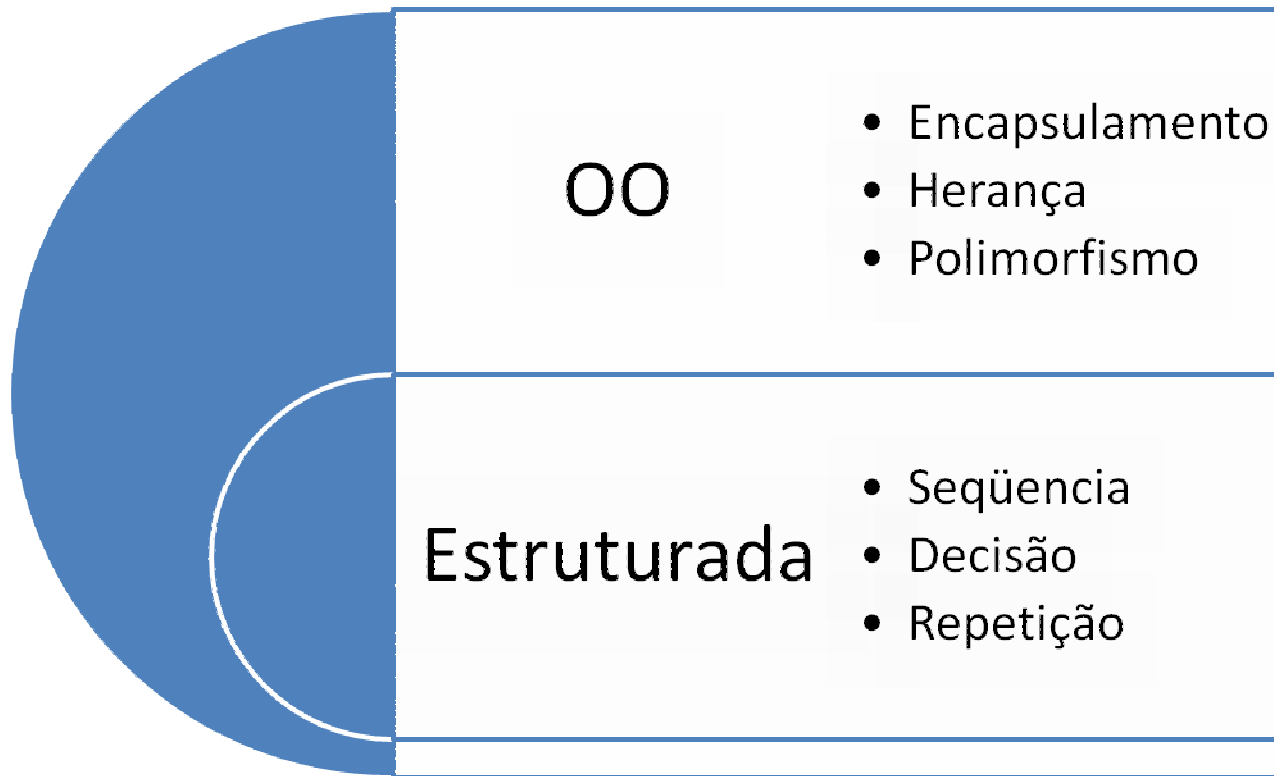 OO
• Encapsulamento
• Herança
• Polimorfismo
Estruturada
• Seqüencia
• Decisão
• Repetição